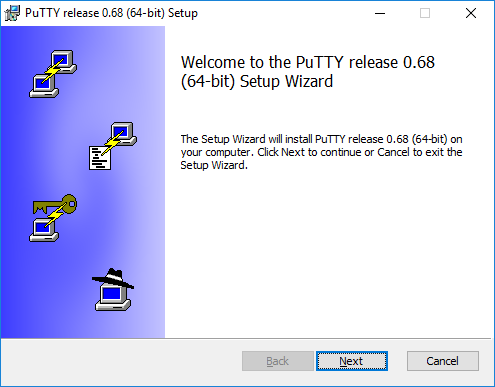 PuTTY release 0.68 (64-bit) Setup
Welcome to the PuTTY release 0.68
(64-bit) Setup Wizard
The Setup Wizard will install PuTTY release 0.68 (64-bit) on
your computer. Click Next to continue or Cancel to exit the
Setup Wizard.
Back Next Cancel